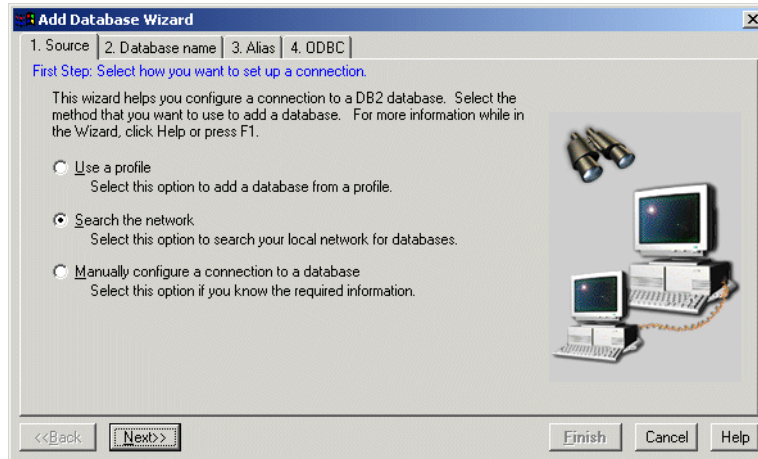 Add Database Wizard
1. Source 2. Database name 3. Alias 4. ODBC
First Step: Select how you want to set up a connection.
This wizard helps you configure a connection to a DB2 database. Select the
method that you want to use to add a database. For more information while in
the Wizard, click Help or press F1.
Use a profile
Select this option to add a database from a profile.
Search the network
Select this option to search your local network for databases.
Manually configure a connection to a database
Select this option if you know the required information.
<<Back Next>> Finish Cancel Help